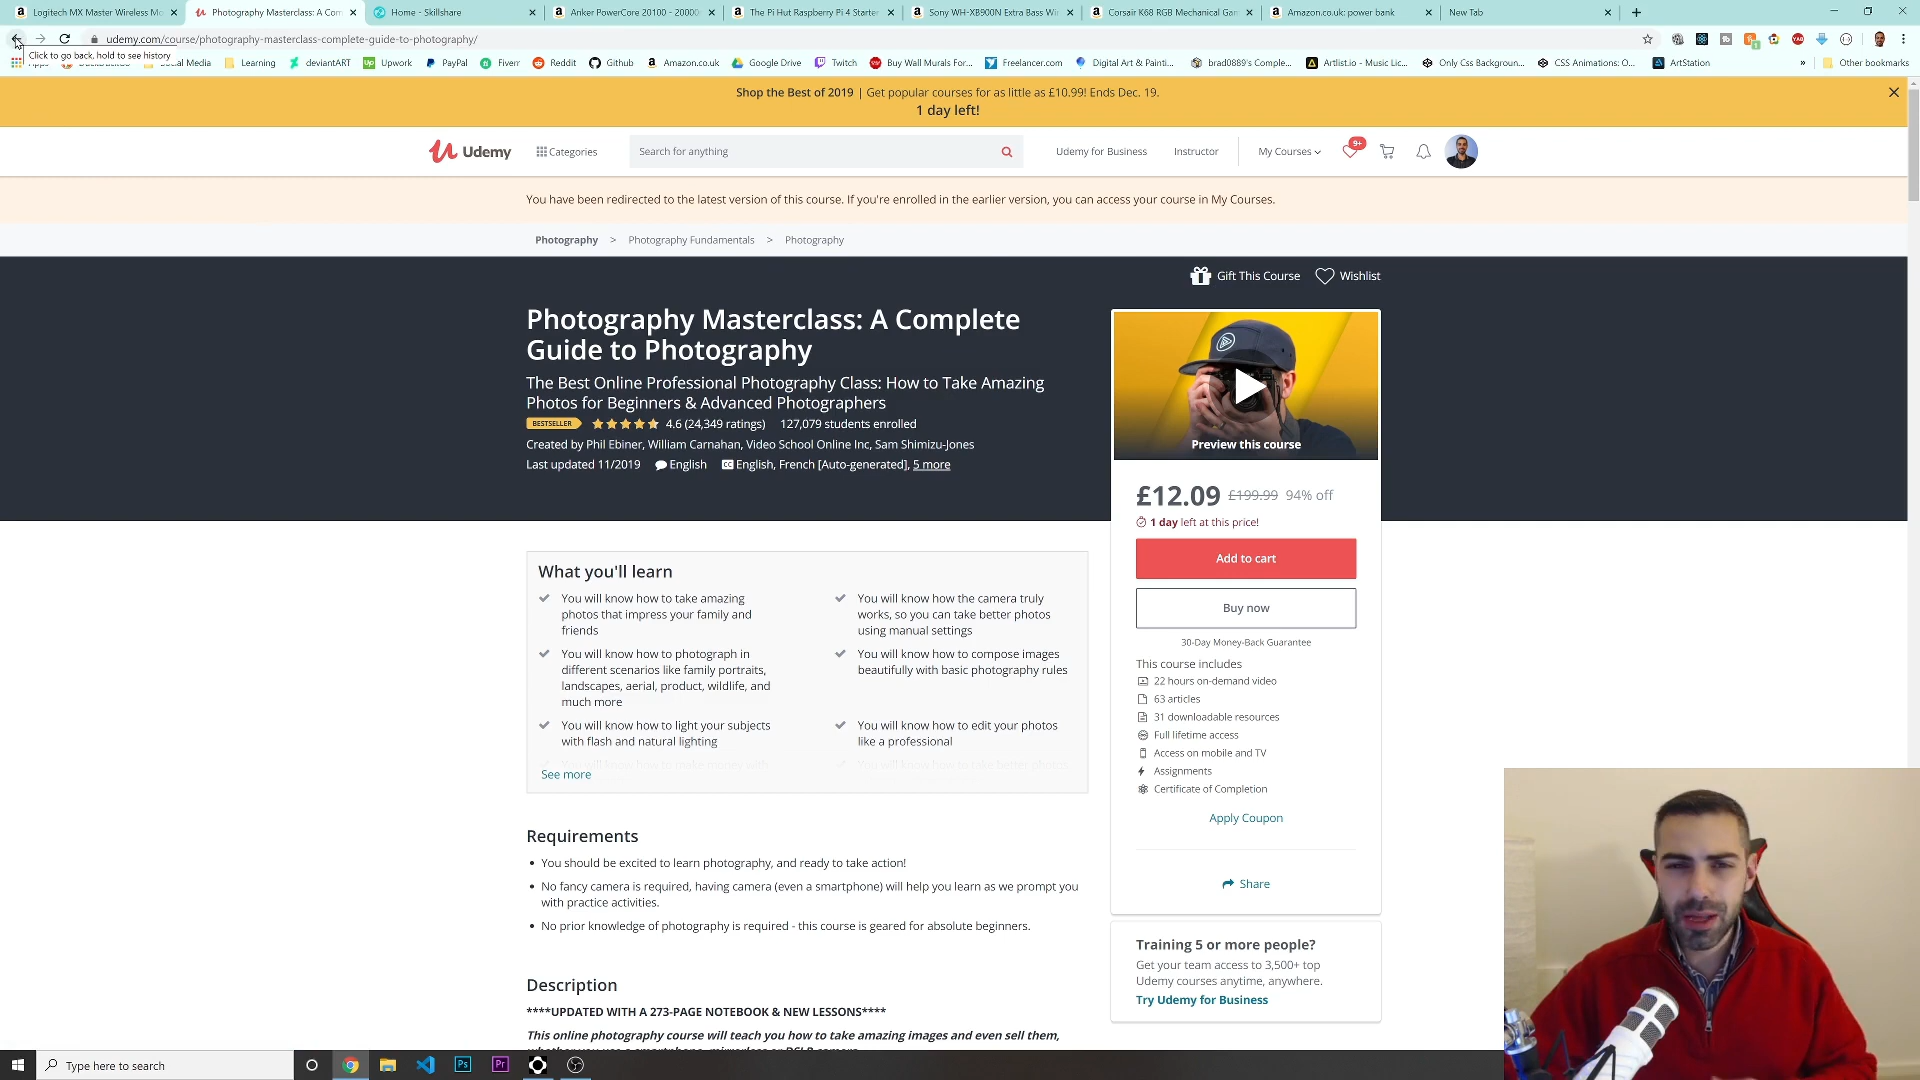 Logitech MX Master Wireless Mo
Photography Masterclass: A Com
Home - Skillshare
Anker PowerCore 20100 - 20000
The Pi Hut Raspberry Pi 4 Starter
Sony WH-XB900N Extra Bass Wir
Corsair K68 RGB Mechanical Gam
Amazon.co.uk: power bank
New Tab
udemy.com/course/photography-masterclass-complete-guide-to-photography/
Click to go back, hold to see history
Social Media
Learning
deviantART
Upwork
PayPal
Fiverr
Reddit
Github
Amazon.co.uk
Google Drive
Twitch
Buy Wall Murals For...
Freelancer.com
Digital Art & Painti...
brad0889's Comple...
Artlist.io - Music Lic...
Only Css Backgroun...
CSS Animations: O...
ArtStation
Other bookmarks
Shop the Best of 2019 | Get popular courses for as little as £10.99! Ends Dec. 19.
1 day left!
Udemy
Categories
Search for anything
Udemy for Business
Instructor
My Courses
9+
You have been redirected to the latest version of this course. If you're enrolled in the earlier version, you can access your course in My Courses.
Photography > Photography Fundamentals > Photography
Gift This Course
Wishlist
Photography Masterclass: A Complete
Guide to Photography
The Best Online Professional Photography Class: How to Take Amazing
Photos for Beginners & Advanced Photographers
BESTSELLER 4.6 (24,349 ratings) 127,079 students enrolled
Created by Phil Ebiner, William Carnahan, Video School Online Inc, Sam Shimizu-Jones
Last updated 11/2019 English CC English, French [Auto-generated], 5 more
Preview this course
£12.09 £199.99 94% off
1 day left at this price!
Add to cart
Buy now
30-Day Money-Back Guarantee
This course includes
22 hours on-demand video
63 articles
31 downloadable resources
Full lifetime access
Access on mobile and TV
Assignments
Certificate of Completion
Apply Coupon
Share
Training 5 or more people?
Get your team access to 3,500+ top
Udemy courses anytime, anywhere.
Try Udemy for Business
What you'll learn
You will know how to take amazing
photos that impress your family and
friends
You will know how the camera truly
works, so you can take better photos
using manual settings
You will know how to photograph in
different scenarios like family portraits,
landscapes, aerial, product, wildlife, and
much more
You will know how to compose images
beautifully with basic photography rules
You will know how to light your subjects
with flash and natural lighting
You will know how to edit your photos
like a professional
See more
Requirements
You should be excited to learn photography, and ready to take action!
No fancy camera is required, having camera (even a smartphone) will help you learn as we prompt you
with practice activities.
No prior knowledge of photography is required - this course is geared for absolute beginners.
Description
****UPDATED WITH A 273-PAGE NOTEBOOK & NEW LESSONS****
This online photography course will teach you how to take amazing images and even sell them,
Type here to search
Ps
Pr